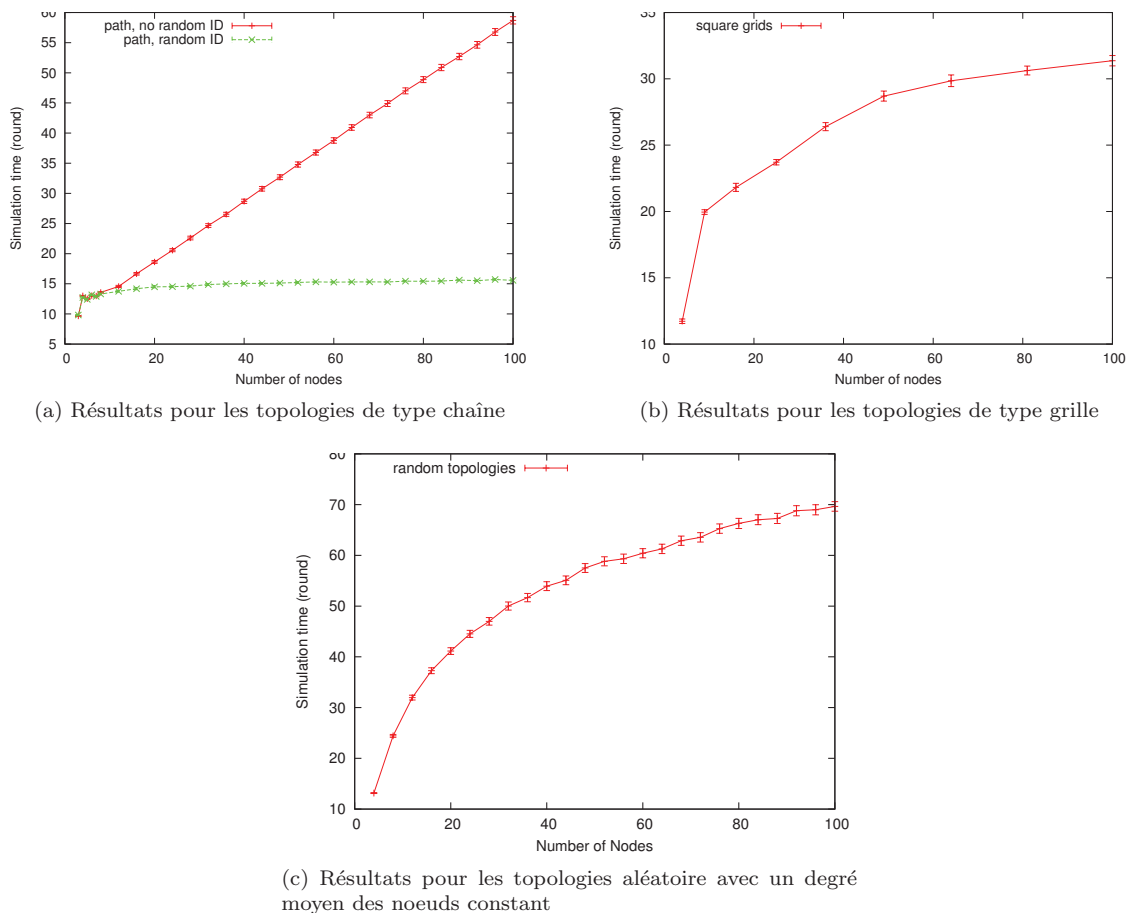 60
55
50
45
40
35
30
25
20
15
10
5
0 20 40 60 80 100
Simulation time (round)
Number of nodes
path, no random ID
path, random ID
(a) Résultats pour les topologies de type chaîne
35
30
25
20
15
10
0 20 40 60 80 100
Simulation time (round)
Number of nodes
square grids
(b) Résultats pour les topologies de type grille
80
70
60
50
40
30
20
10
0 20 40 60 80 100
Simulation time (round)
Number of Nodes
random topologies
(c) Résultats pour les topologies aléatoire avec un degré
moyen des noeuds constant